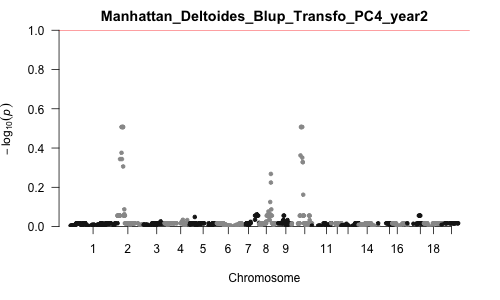 Manhattan_Deltoides_Blup_Transfo_PC4_year2
1.0
0.8
0.6
0.4
0.2
0.0
− log10(p)
1 2 3 4 5 6 7 8 9 11 14 16 18
Chromosome